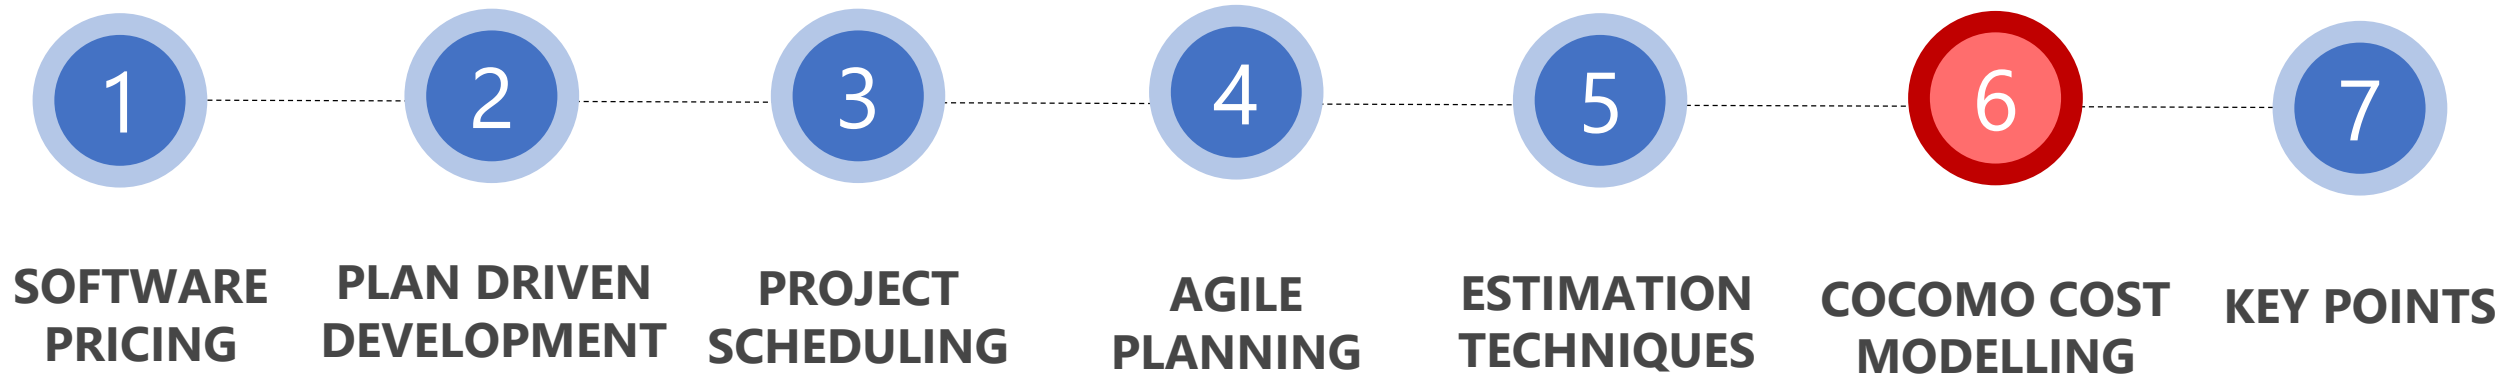 1
2
3
4
5
6
7
SOFTWARE
PRICING
PLAN DRIVEN
DEVELOPMENT
PROJECT
SCHEDULING
AGILE
PLANNING
ESTIMATION
TECHNIQUES
COCOMO COST
MODELLING
KEY POINTS